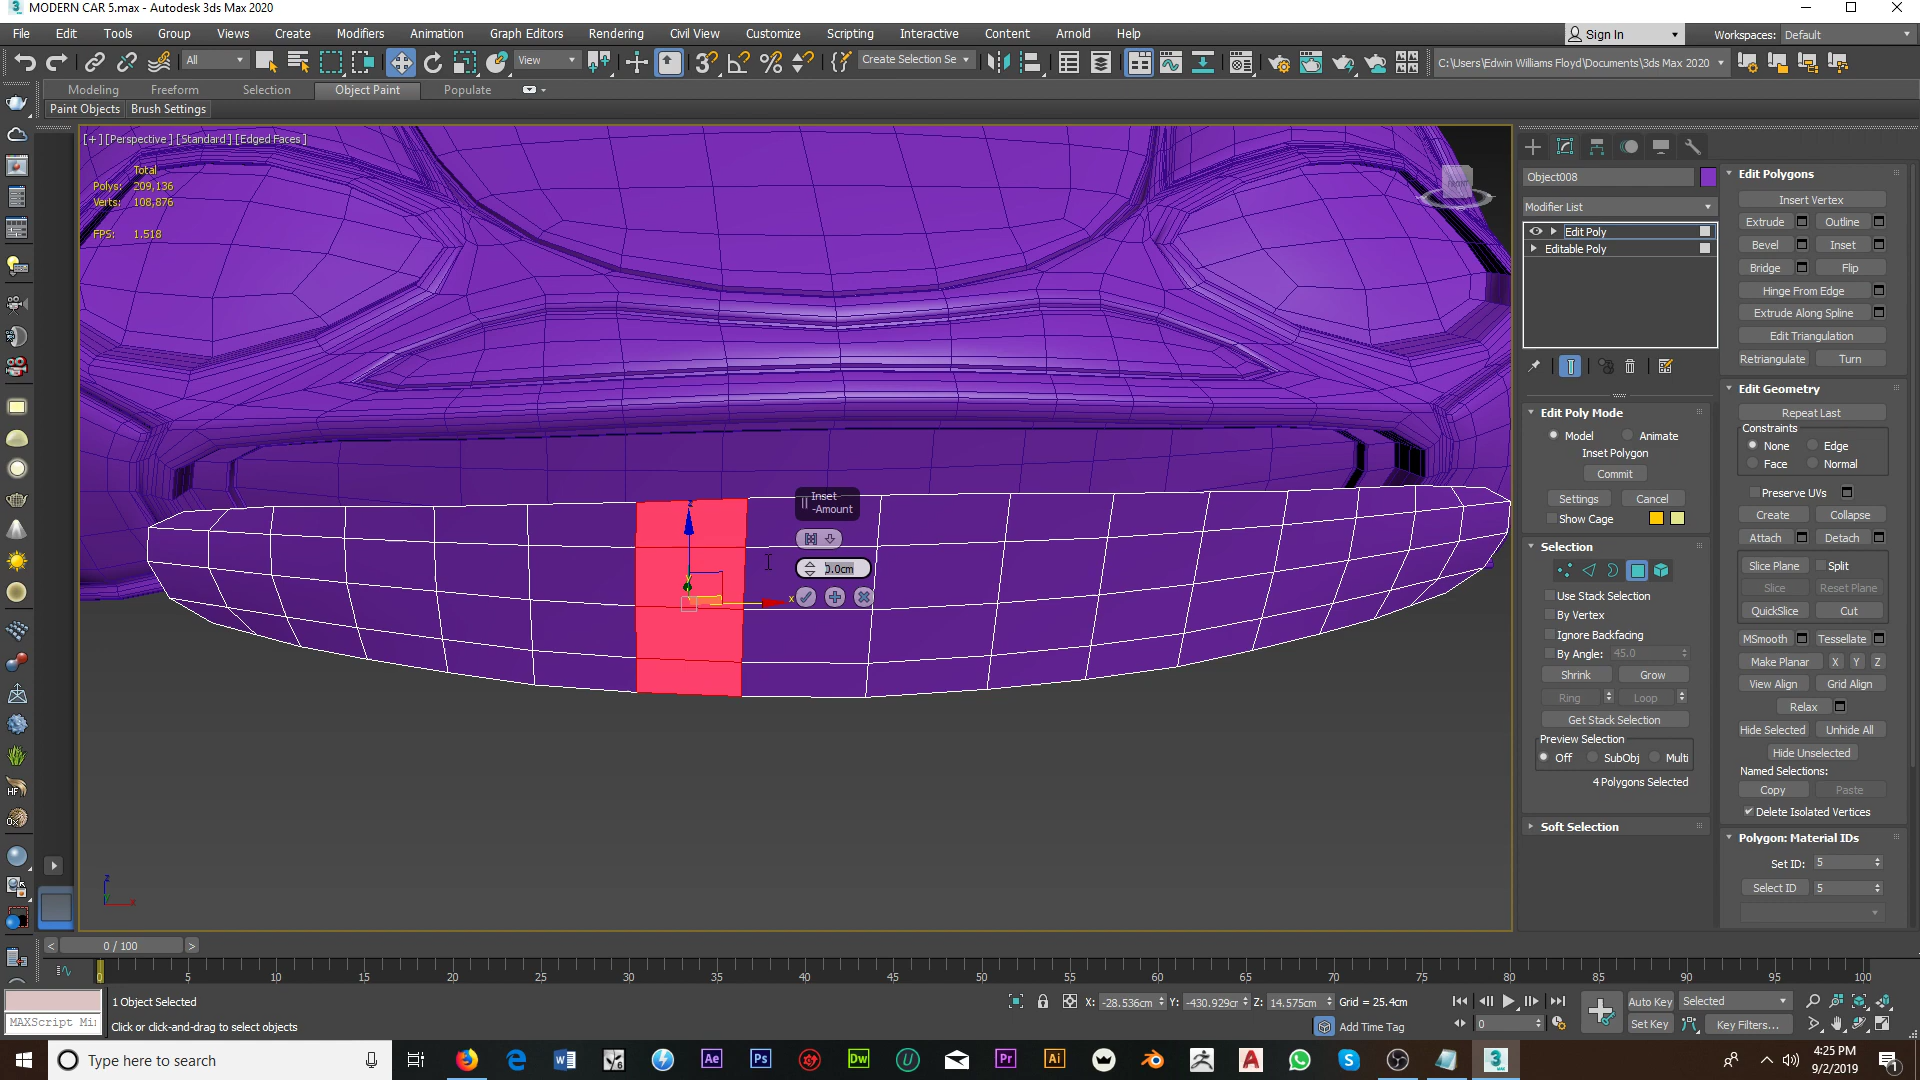 MODERN CAR 5.max - Autodesk 3ds Max 2020
File Edit Tools Group Views Create Modifiers Animation Graph Editors Rendering Civil View Customize Scripting Interactive Content Arnold Help
Sign In Workspaces: Default
All View Create Selection Se C:\Users\Edwin Williams Floyd\Documents\3ds Max 2020
Modeling Freeform Selection Object Paint Populate
Paint Objects Brush Settings
[+] [Perspective] [Standard] [Edged Faces]
Total
Polys: 209,136
Verts: 108,876
FPS: 1.518
Inset
-Amount
0.0cm
z
y
x
Object008
Modifier List
Edit Poly
Editable Poly
Edit Poly Mode
Model Animate
Inset Polygon
Commit
Settings Cancel
Show Cage
Selection
Use Stack Selection
By Vertex
Ignore Backfacing
By Angle: 45.0
Shrink Grow
Ring Loop
Get Stack Selection
Preview Selection
Off SubObj Multi
4 Polygons Selected
Soft Selection
Edit Polygons
Insert Vertex
Extrude Outline
Bevel Inset
Bridge Flip
Hinge From Edge
Extrude Along Spline
Edit Triangulation
Retriangulate Turn
Edit Geometry
Repeat Last
Constraints
None Edge
Face Normal
Preserve UVs
Create Collapse
Attach Detach
Slice Plane Split
Slice Reset Plane
QuickSlice Cut
MSmooth Tessellate
Make Planar X Y Z
View Align Grid Align
Relax
Hide Selected Unhide All
Hide Unselected
Named Selections:
Copy Paste
Delete Isolated Vertices
Polygon: Material IDs
Set ID: 5
Select ID 5
HF
z
x
< 0 / 100 >
0 5 10 15 20 25 30 35 40 45 50 55 60 65 70 75 80 85 90 95 100
1 Object Selected X: -28.536cm Y: -430.929cr Z: 14.575cm Grid = 25.4cm Auto Key Selected
MAXScript Mi Click or click-and-drag to select objects Add Time Tag 0 Set Key Key Filters...
Type here to search Ae Ps Dw Pr Ai 3 MAX
4:25 PM
9/2/2019
1